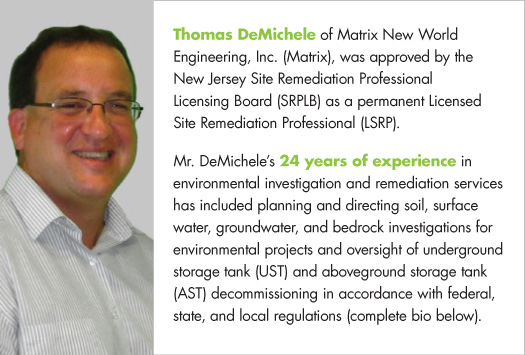 Thomas DeMichele of Matrix New World
Engineering, Inc. (Matrix), was approved by the
New Jersey Site Remediation Professional
Licensing Board (SRPLB) as a permanent Licensed
Site Remediation Professional (LSRP).
Mr. DeMichele’s 24 years of experience in
environmental investigation and remediation services
has included planning and directing soil, surface
water, groundwater, and bedrock investigations for
environmental projects and oversight of underground
storage tank (UST) and aboveground storage tank
(AST) decommissioning in accordance with federal,
state, and local regulations (complete bio below).